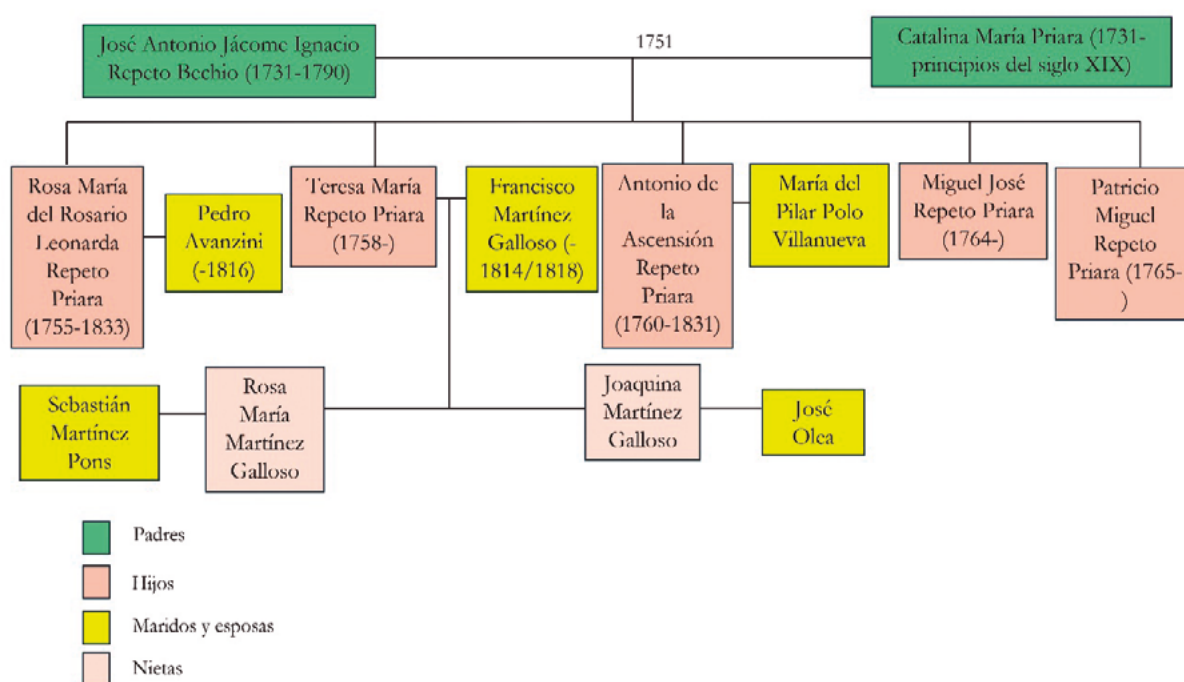 José Antonio Jácome Ignacio
Repeto Bechio (1731-1790)
1751
Catalina María Priara (1731-
principios del siglo XIX)
Rosa María
del Rosario
Leonarda
Repeto
Priara
(1755-1833)
Pedro
Avanzini
(-1816)
Teresa María
Repeto Priara
(1758-)
Francisco
Martínez
Galloso (-
1814/1818)
Antonio de
la
Ascensión
Repeto
Priara
(1760-1831)
María del
Pilar Polo
Villanueva
Miguel José
Repeto Priara
(1764-)
Patricio
Miguel
Repeto
Priara (1765-
)
Sebastián
Martínez
Pons
Rosa
María
Martínez
Galloso
Joaquina
Martínez
Galloso
José
Olea
Padres
Hijos
Maridos y esposas
Nietas